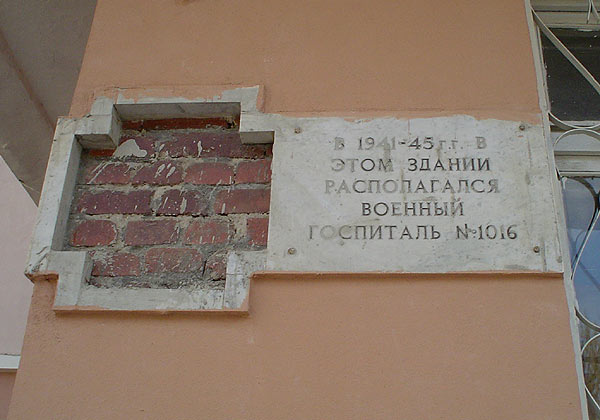 В 1941-45 г.г. В
ЭТОМ ЗДАНИИ
РАСПОЛАГАЛСЯ
ВОЕННЫЙ
ГОСПИТАЛЬ №1016